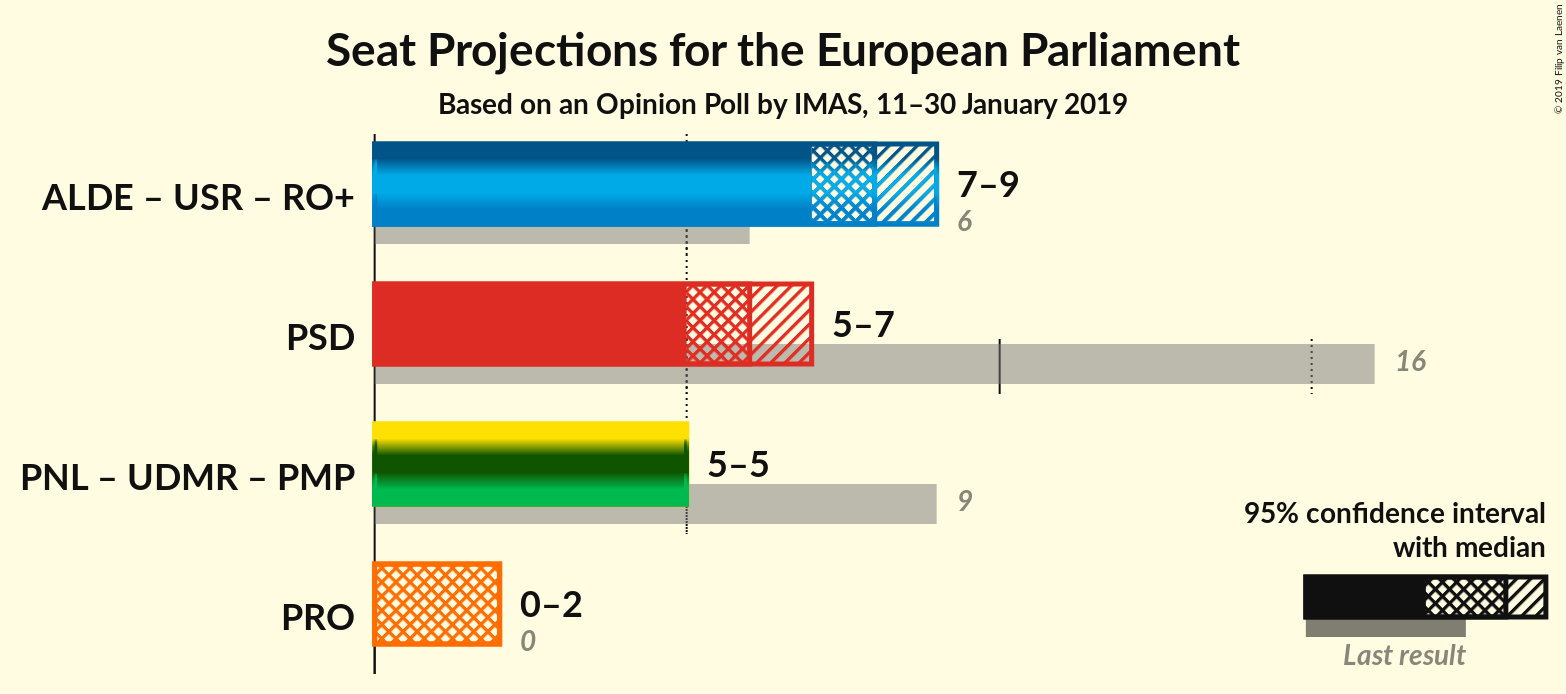 Seat Projections for the European Parliament
Based on an Opinion Poll by IMAS, 11–30 January 2019
© 2019 Filip van Laenen
ALDE – USR – RO+
7–9
6
PSD
5–7
16
PNL – UDMR – PMP
5–5
9
PRO
0–2
0
95% confidence interval
with median
Last result